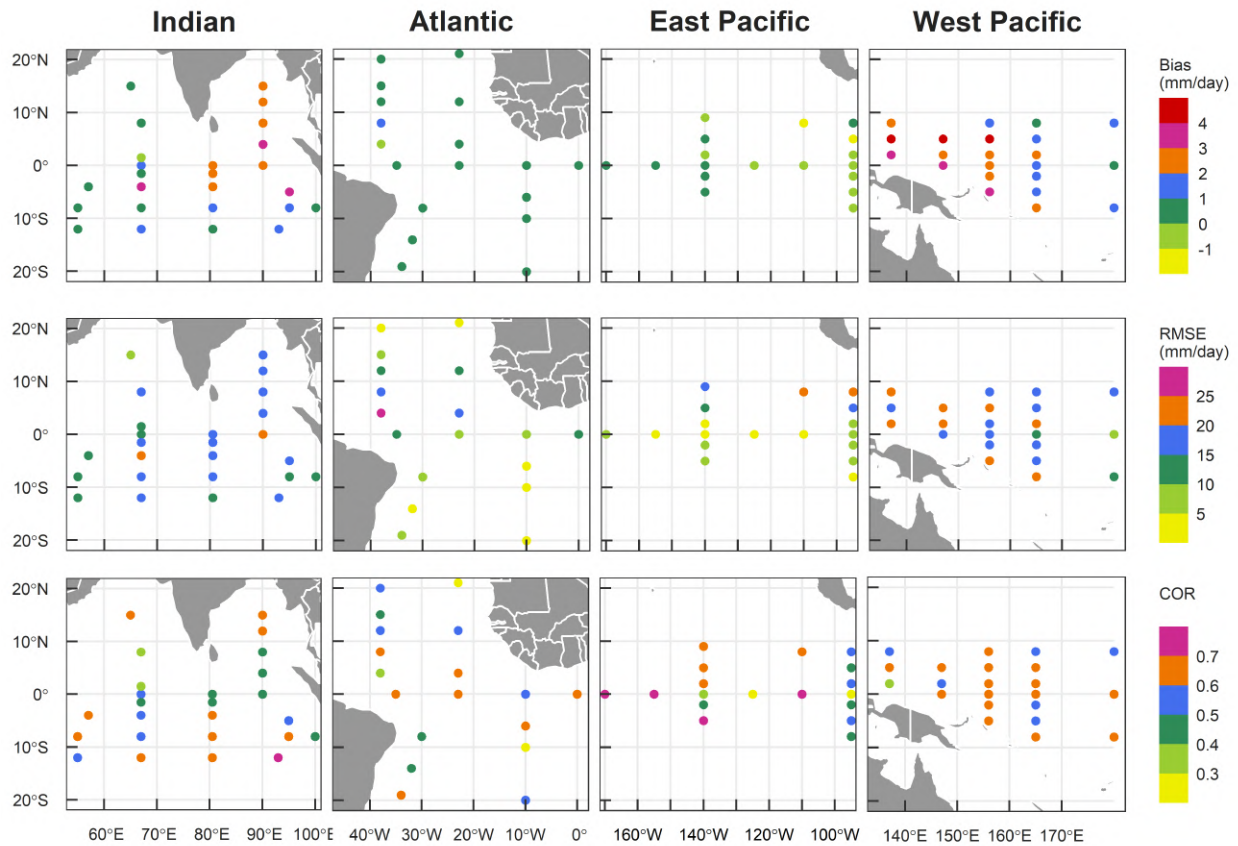 Indian Atlantic East Pacific West Pacific
20°N
10°N
0°
10°S
20°S
Bias
(mm/day)
4
3
2
1
0
-1
20°N
10°N
0°
10°S
20°S
RMSE
(mm/day)
25
20
15
10
5
20°N
10°N
0°
10°S
20°S
COR
0.7
0.6
0.5
0.4
0.3
60°E 70°E 80°E 90°E 100°E 40°W 30°W 20°W 10°W 0° 160°W 140°W 120°W 100°W 140°E 150°E 160°E 170°E